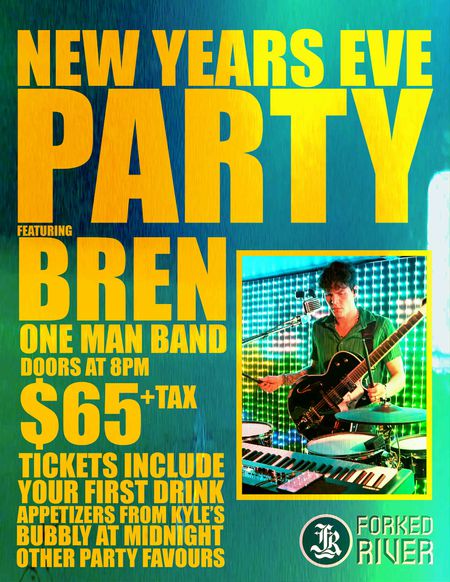 NEW YEARS EVE
PARTY
FEATURING
BREN
ONE MAN BAND
DOORS AT 8PM
$65+TAX
TICKETS INCLUDE
YOUR FIRST DRINK
APPETIZERS FROM KYLE'S
BUBBLY AT MIDNIGHT
OTHER PARTY FAVOURS
FR
FORKED
RIVER